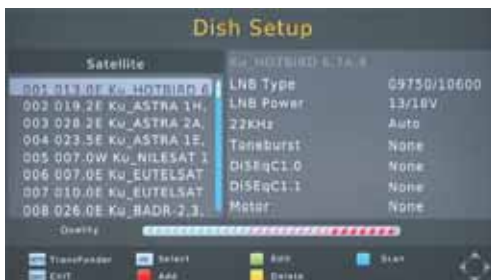 Dish Setup
Satellite
Ku_HOTBIRD 6,7A,8
001 013.0E Ku_HOTBIRD 6
002 019.2E Ku_ASTRA 1H,
003 028.2E Ku_ASTRA 2A,
004 023.5E Ku_ASTRA 1E,
005 007.0W Ku_NILESAT 1
006 007.0E Ku_EUTELSAT
007 010.0E Ku_EUTELSAT
008 026.0E Ku_BADR-2,3,
LNB Type 09750/10600
LNB Power 13/18V
22KHz Auto
Toneburst None
DiSEqC1.0 None
DiSEqC1.1 None
Motor None
Quality
Transponder Select Edit Scan
EXIT Add Delete